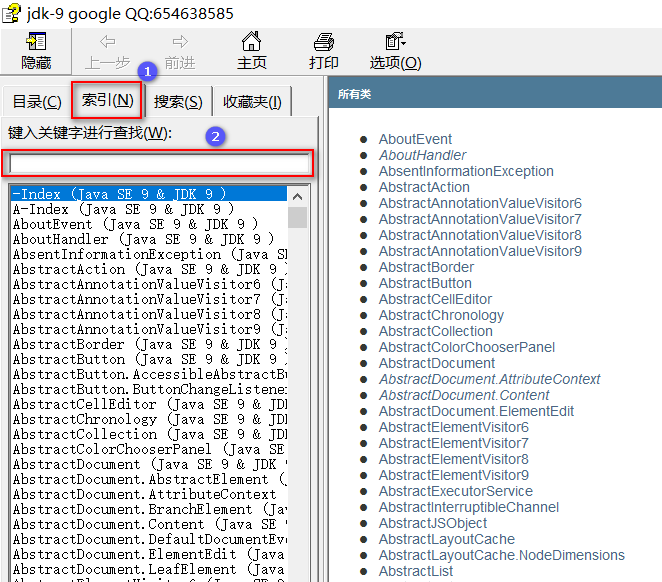 jdk-9 google QQ:654638585
隐藏 上一步 前进 主页 打印 选项(O)
1
目录(C) 索引(N) 搜索(S) 收藏夹(I)
键入关键字进行查找(W):
2
-Index (Java SE 9 & JDK 9 )
A-Index (Java SE 9 & JDK 9 )
AboutEvent (Java SE 9 & JDK 9 )
AboutHandler (Java SE 9 & JDK 9 )
AbsentInformationException (Java SE
AbstractAction (Java SE 9 & JDK 9 )
AbstractAnnotationValueVisitor6 (Ja
AbstractAnnotationValueVisitor7 (Ja
AbstractAnnotationValueVisitor8 (Ja
AbstractAnnotationValueVisitor9 (Ja
AbstractBorder (Java SE 9 & JDK 9 )
AbstractButton (Java SE 9 & JDK 9 )
AbstractButton.AccessibleAbstractBu
AbstractButton.ButtonChangeListener
AbstractCellEditor (Java SE 9 & JDK
AbstractChronology (Java SE 9 & JDK
AbstractCollection (Java SE 9 & JDK
AbstractColorChooserPanel (Java SE
AbstractDocument (Java SE 9 & JDK 9
AbstractDocument.AbstractElement (J
AbstractDocument.AttributeContext
AbstractDocument.BranchElement (Jav
AbstractDocument.Content (Java SE 9
AbstractDocument.DefaultDocumentEve
AbstractDocument.ElementEdit (Java
AbstractDocument.LeafElement (Java
所有类
AboutEvent
AboutHandler
AbsentInformationException
AbstractAction
AbstractAnnotationValueVisitor6
AbstractAnnotationValueVisitor7
AbstractAnnotationValueVisitor8
AbstractAnnotationValueVisitor9
AbstractBorder
AbstractButton
AbstractCellEditor
AbstractChronology
AbstractCollection
AbstractColorChooserPanel
AbstractDocument
AbstractDocument.AttributeContext
AbstractDocument.Content
AbstractDocument.ElementEdit
AbstractElementVisitor6
AbstractElementVisitor7
AbstractElementVisitor8
AbstractElementVisitor9
AbstractExecutorService
AbstractInterruptibleChannel
AbstractJSObject
AbstractLayoutCache
AbstractLayoutCache.NodeDimensions
AbstractList